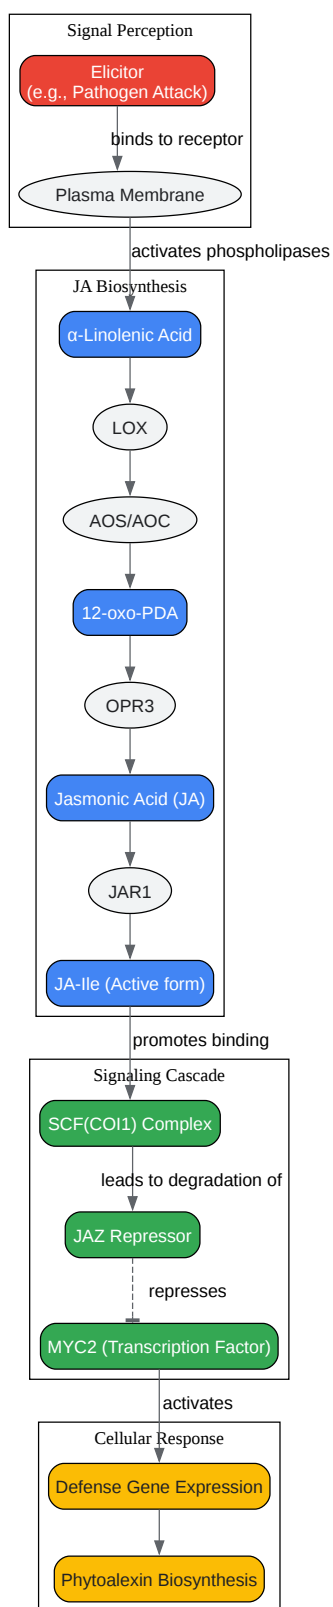 Signal Perception
Elicitor
(e.g., Pathogen Attack)
binds to receptor
Plasma Membrane
activates phospholipases
JA Biosynthesis
α-Linolenic Acid
LOX
AOS/AOC
12-oxo-PDA
OPR3
Jasmonic Acid (JA)
JAR1
JA-Ile (Active form)
promotes binding
Signaling Cascade
SCF(COI1) Complex
leads to degradation of
JAZ Repressor
represses
MYC2 (Transcription Factor)
activates
Cellular Response
Defense Gene Expression
Phytoalexin Biosynthesis